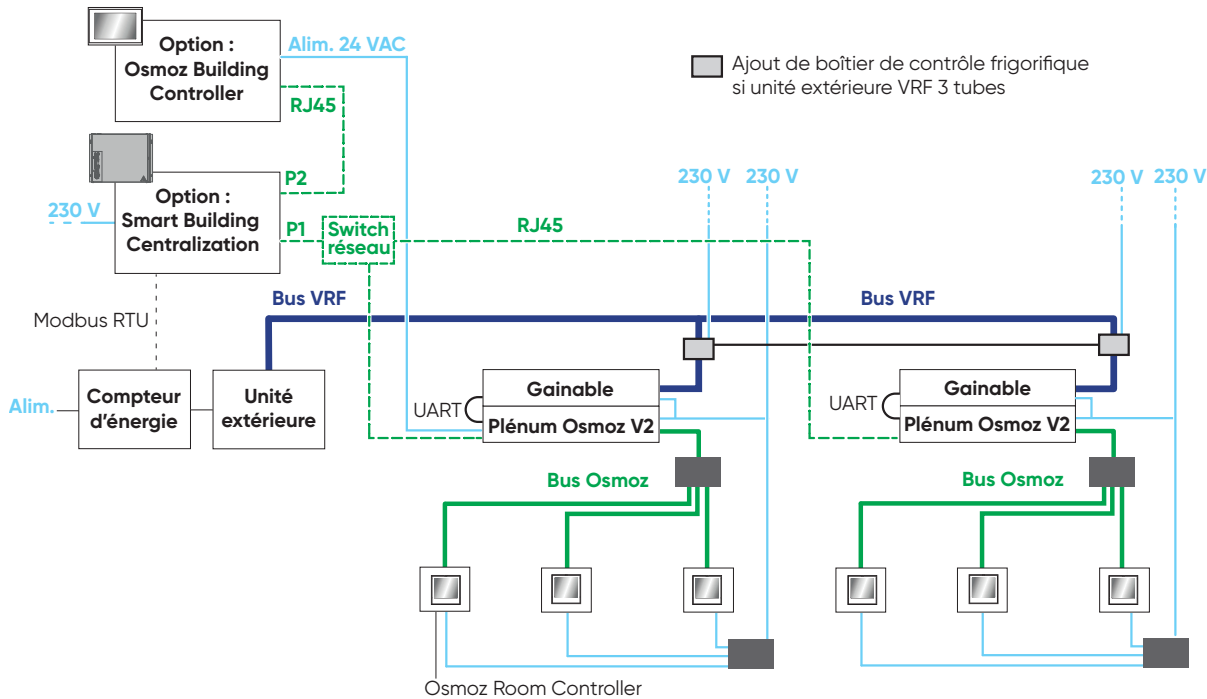 Option :
Osmoz Building
Controller
Alim. 24 VAC
RJ45
Ajout de boîtier de contrôle frigorifique
si unité extérieure VRF 3 tubes
Option :
Smart Building
Centralization
230 V
P2
P1
Switch
réseau
RJ45
230 V
230 V
230 V
230 V
Modbus RTU
Bus VRF
Bus VRF
Alim.
Compteur
d'énergie
Unité
extérieure
UART
Gainable
Plénum Osmoz V2
UART
Gainable
Plénum Osmoz V2
Bus Osmoz
Bus Osmoz
Osmoz Room Controller